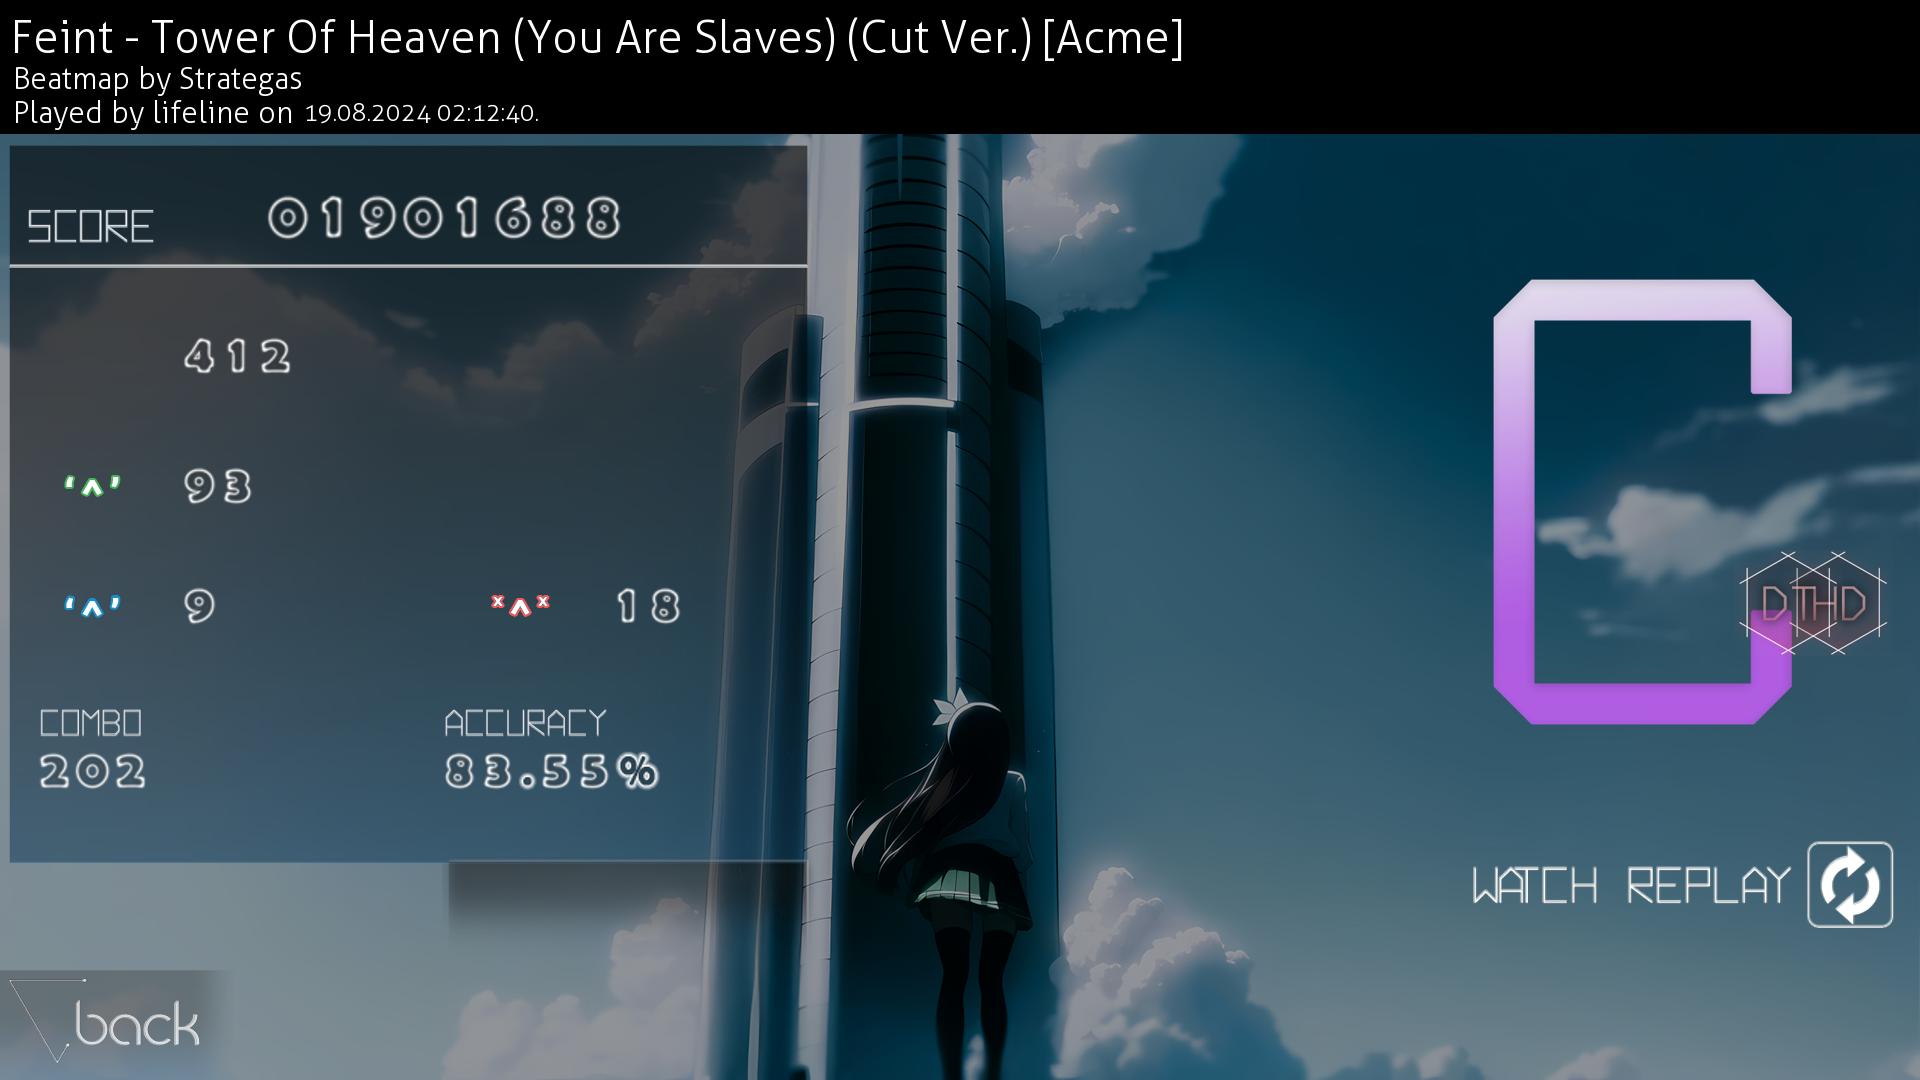 Feint - Tower Of Heaven (You Are Slaves) (Cut Ver.) [Acme]
Beatmap by Strategas
Played by lifeline on 19.08.2024 02:12:40.
SCORE 01901688
412
'^' 93
'^' 9 x^x 18
COMBO ACCURACY
202 83.55%
C
DT HD
WATCH REPLAY
back